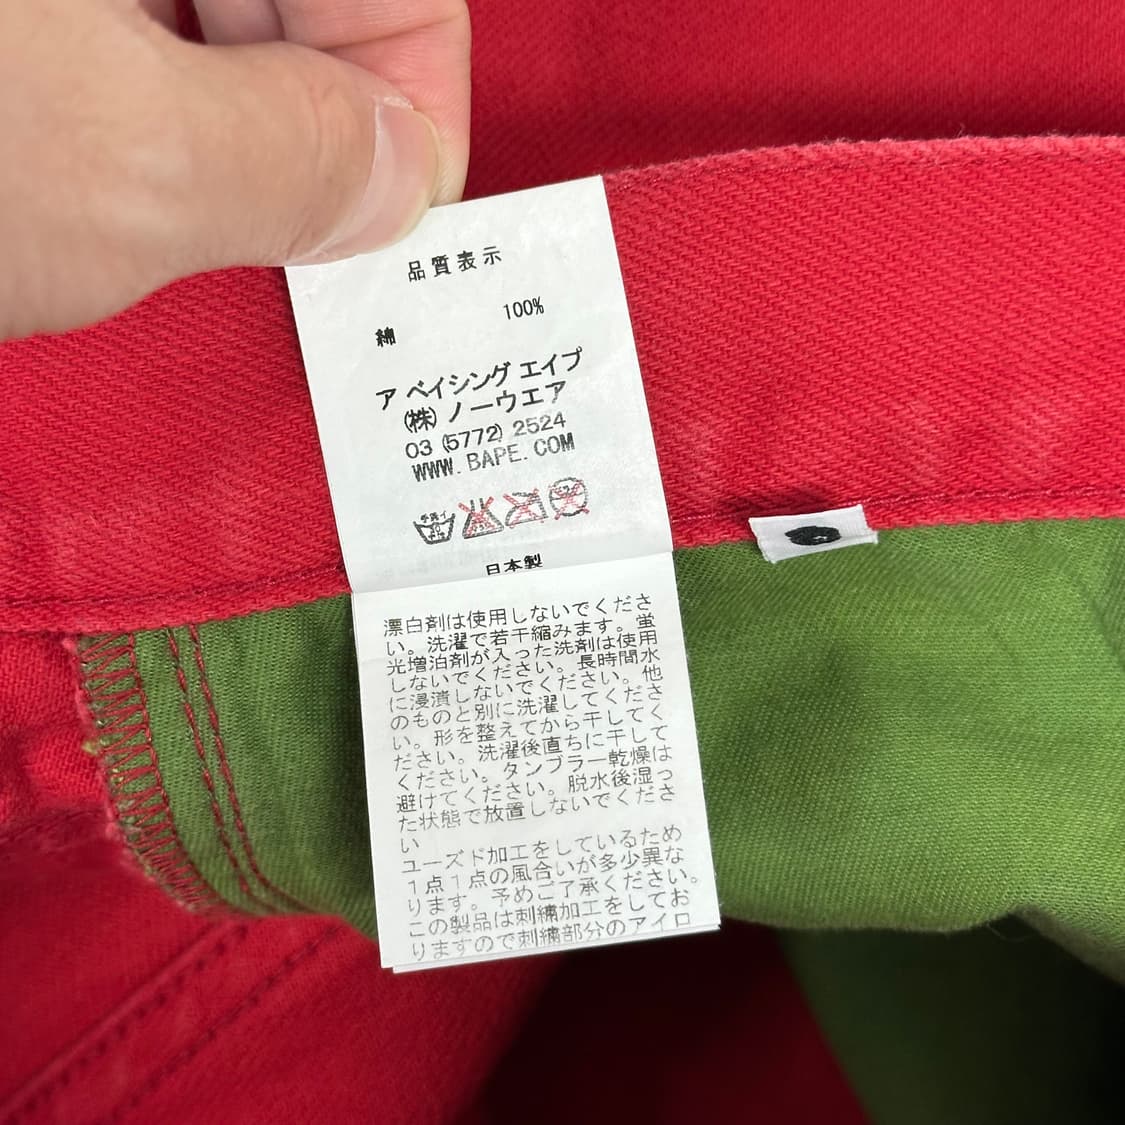 品質表示
綿 100%
ア ベイシング エイプ
(株) ノーウエア
03 (5772) 2524
WWW. BAPE. COM
手洗イ
30
日本製
漂白剤は使用しないでくださ
い。洗濯で若干縮みます。蛍
光増泊剤が入った洗剤は使用
しないでください。長時間水
に浸漬しないでください。他
のものと別に洗濯してくださ
い。形を整えてから干してく
ださい。洗濯後直ちに干して
ください。タンブラー乾燥は
避けてください。脱水後湿っ
た状態で放置しないでくださ
い
ユーズド加工をしているため
1点1点の風合いが多少異な
ります。予めご了承ください。
この製品は刺繍加工をしてお
りますので刺繍部分のアイロ